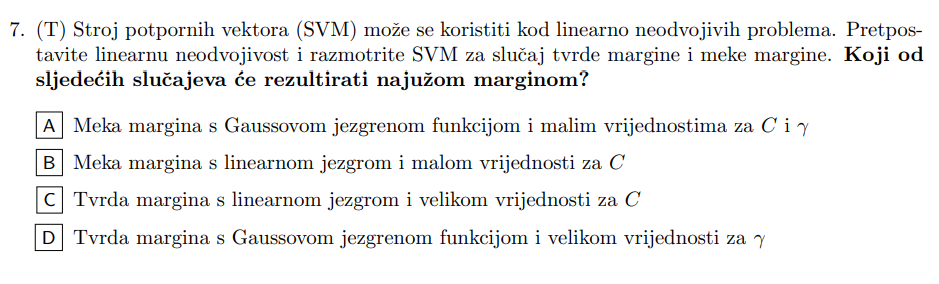 7. (T) Stroj potpornih vektora (SVM) može se koristiti kod linearno neodvojivih problema. Pretpos-
tavite linearnu neodvojivost i razmotrite SVM za slučaj tvrde margine i meke margine. Koji od
sljedećih slučajeva će rezultirati najužom marginom?
A Meka margina s Gaussovom jezgrenom funkcijom i malim vrijednostima za C i γ
B Meka margina s linearnom jezgrom i malom vrijednosti za C
C Tvrda margina s linearnom jezgrom i velikom vrijednosti za C
D Tvrda margina s Gaussovom jezgrenom funkcijom i velikom vrijednosti za γ